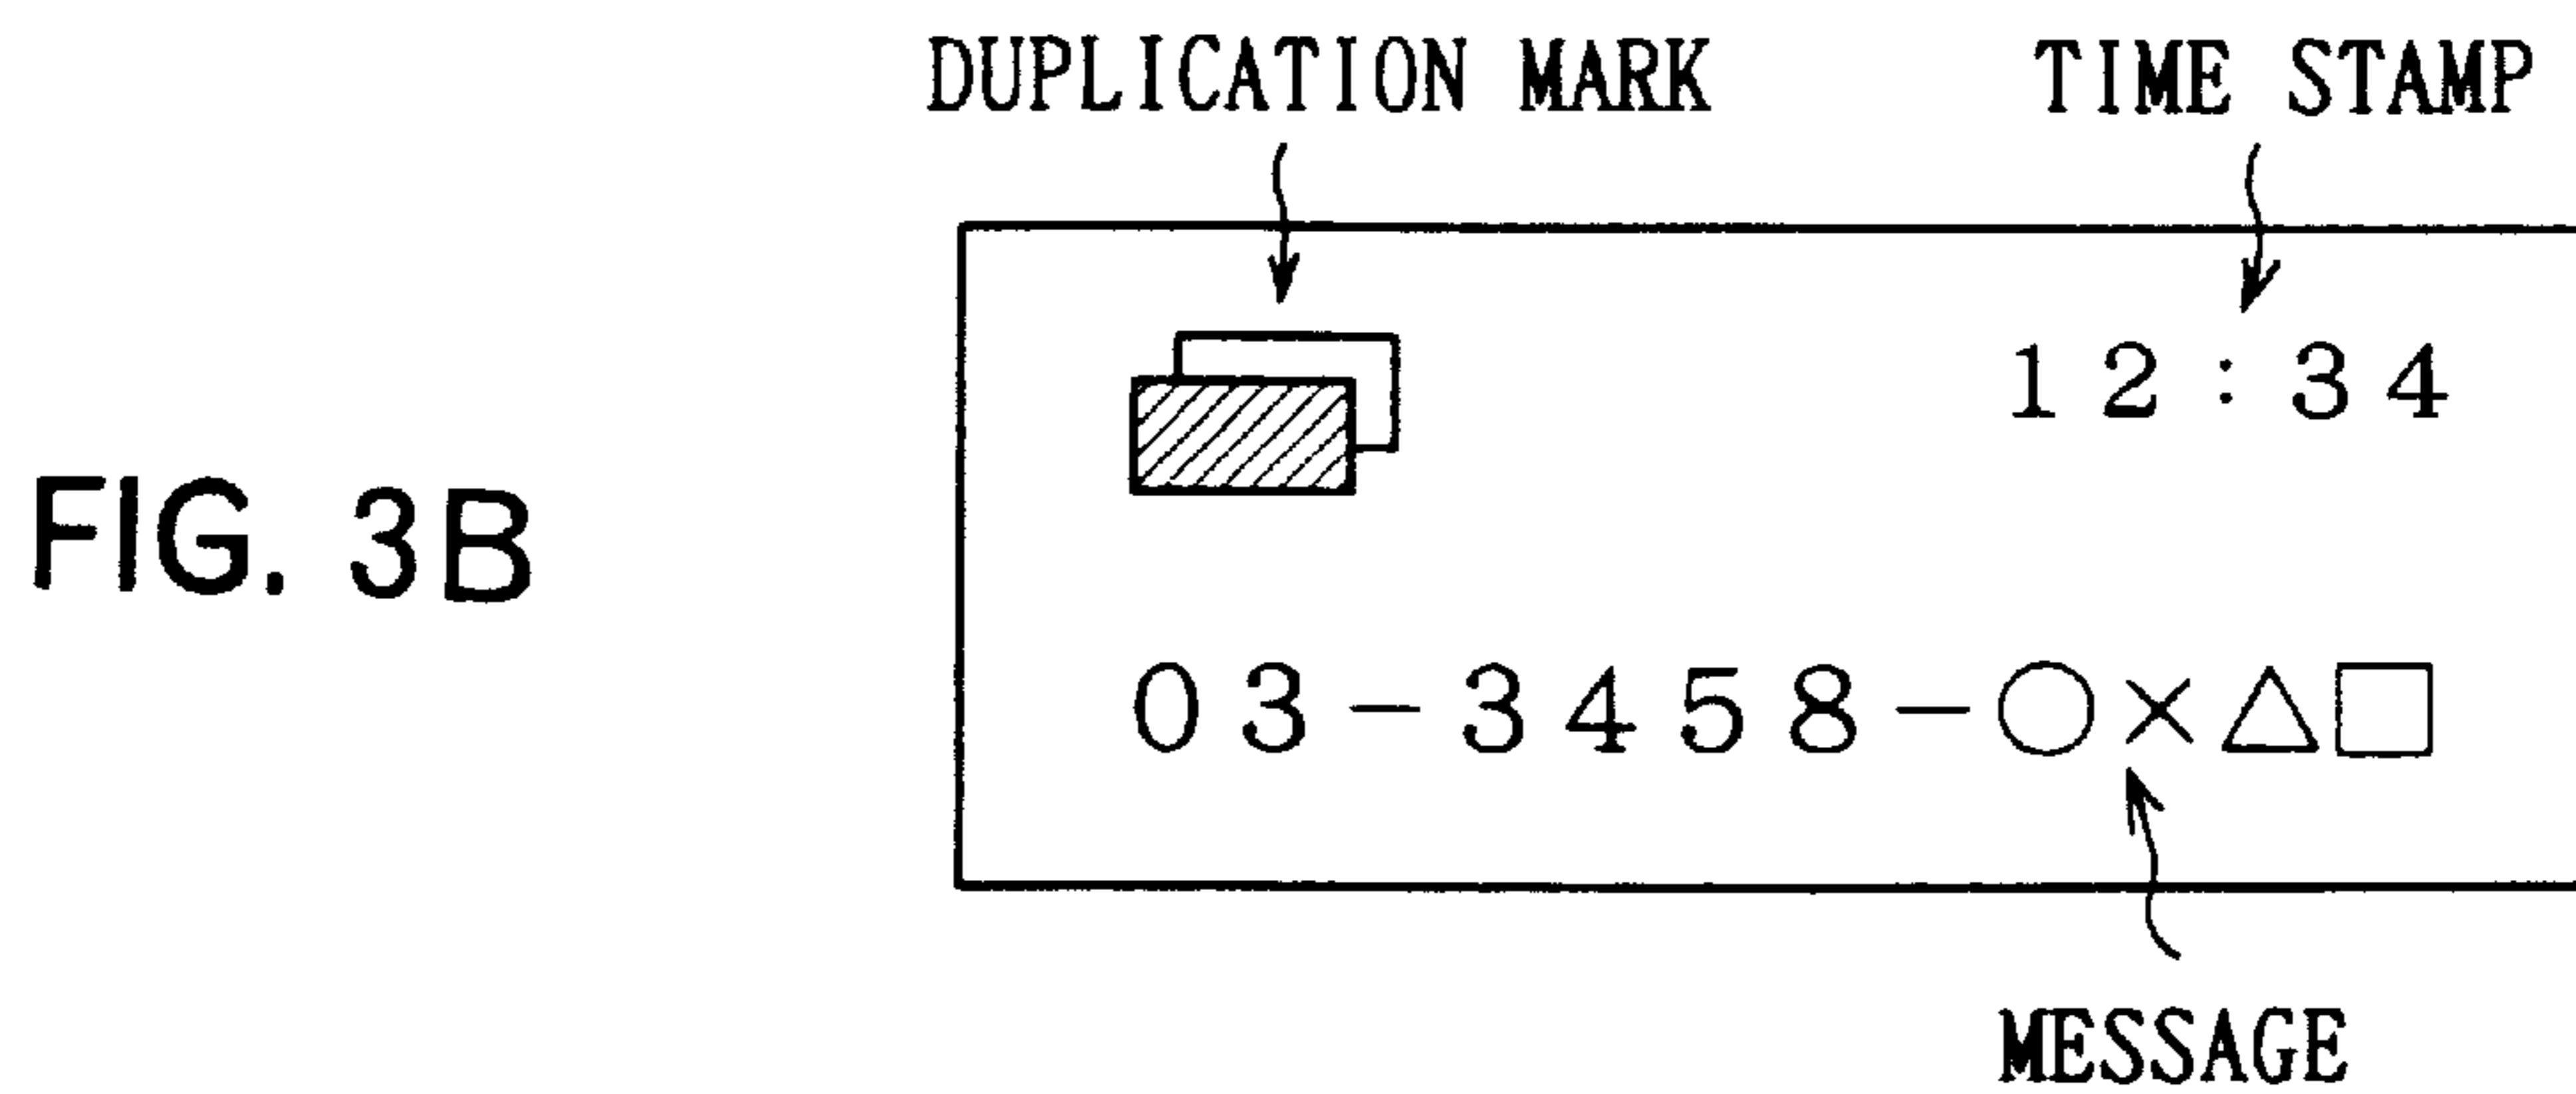 DUPLICATION MARK TIME STAMP
12:34
FIG. 3B
03-3458-○×△□
MESSAGE